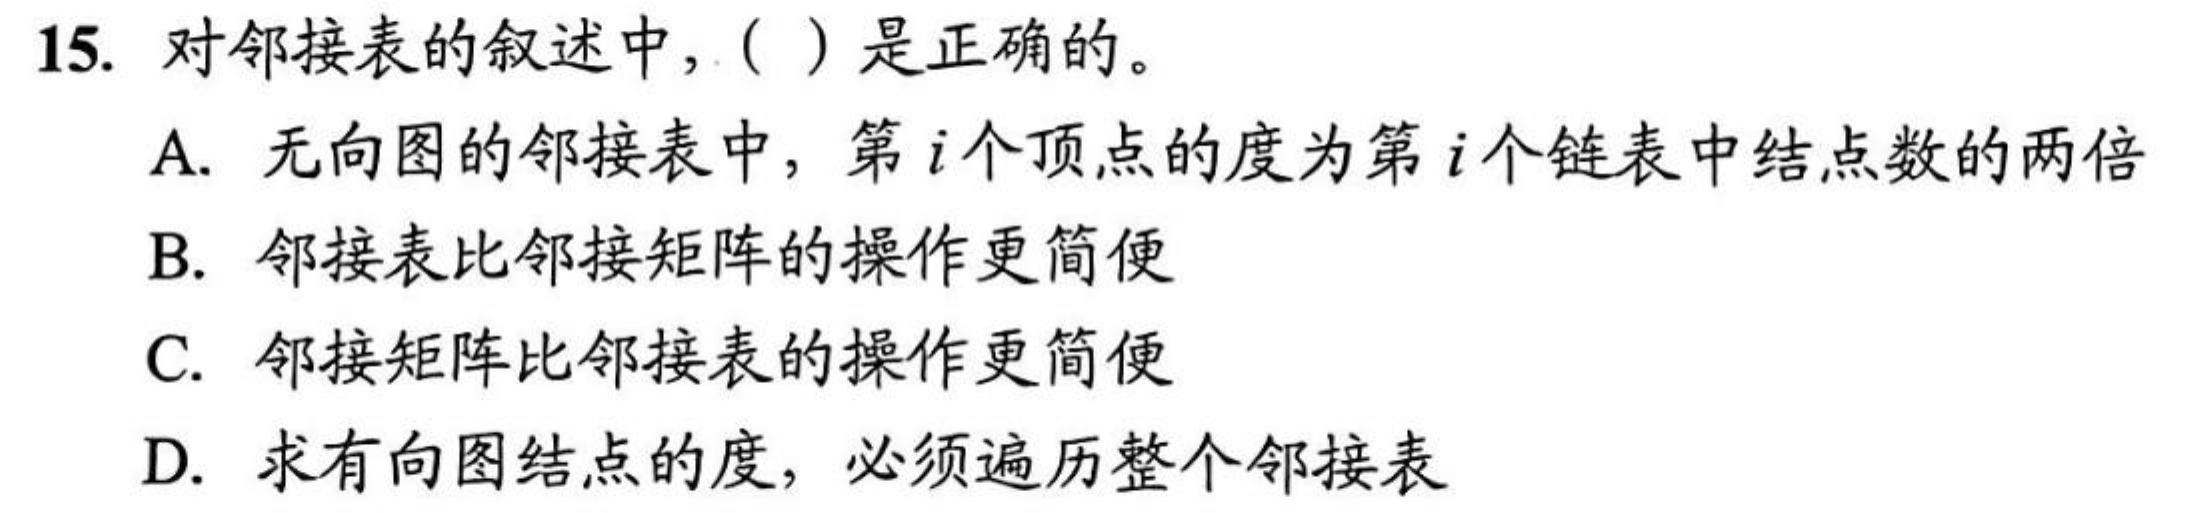 15. 对邻接表的叙述中，（ ）是正确的。
A. 无向图的邻接表中，第 i 个顶点的度为第 i 个链表中结点数的两倍
B. 邻接表比邻接矩阵的操作更简便
C. 邻接矩阵比邻接表的操作更简便
D. 求有向图结点的度，必须遍历整个邻接表